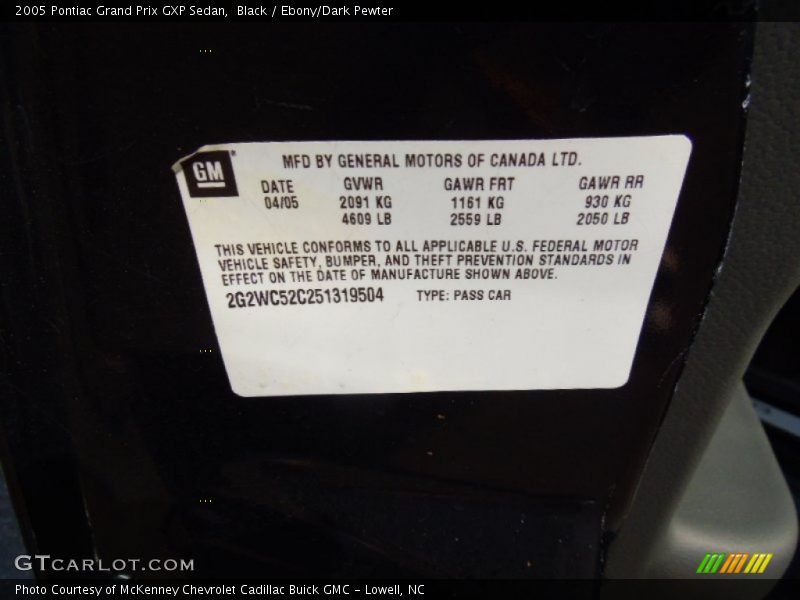 2005 Pontiac Grand Prix GXP Sedan,  Black / Ebony/Dark Pewter
GM
MFD BY GENERAL MOTORS OF CANADA LTD.
DATE GVWR GAWR FRT GAWR RR
04/05 2091 KG 1161 KG 930 KG
4609 LB 2559 LB 2050 LB
THIS VEHICLE CONFORMS TO ALL APPLICABLE U.S. FEDERAL MOTOR
VEHICLE SAFETY, BUMPER, AND THEFT PREVENTION STANDARDS IN
EFFECT ON THE DATE OF MANUFACTURE SHOWN ABOVE.
2G2WC52C251319504 TYPE: PASS CAR
GTCARLOT.COM
Photo Courtesy of McKenney Chevrolet Cadillac Buick GMC - Lowell, NC